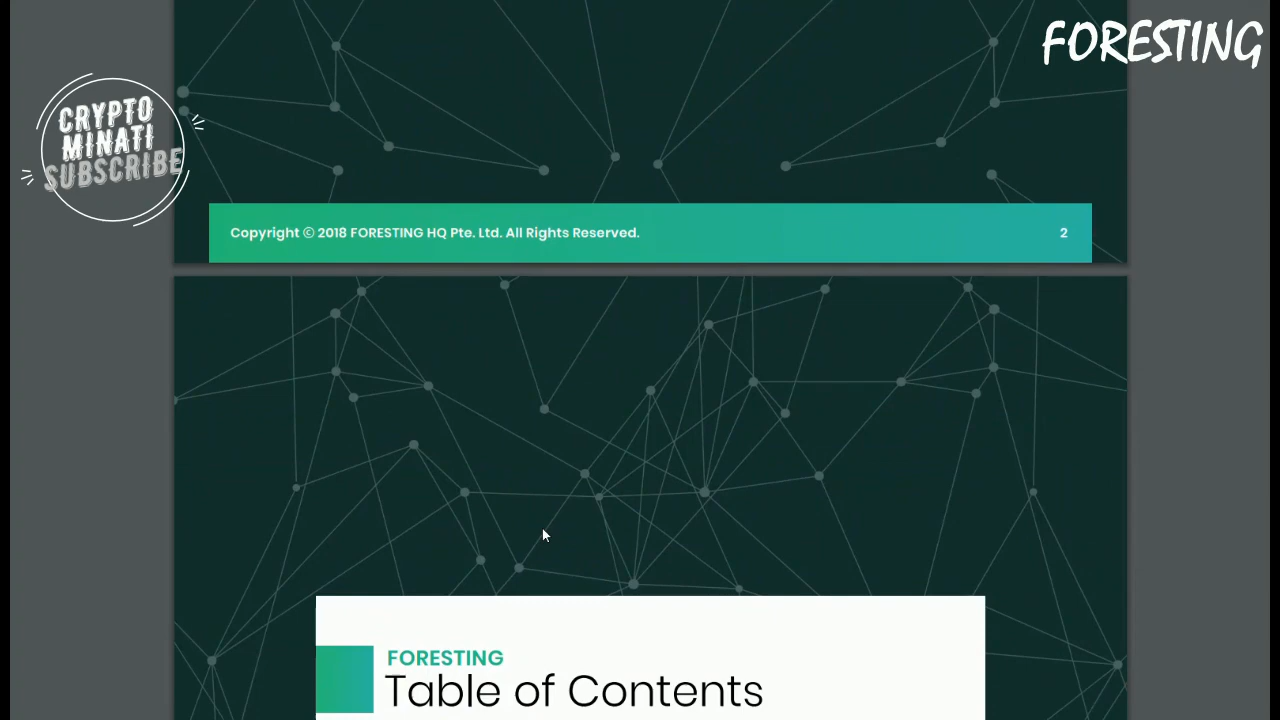 FORESTING
CRYPTO
MINATI
SUBSCRIBE
Copyright © 2018 FORESTING HQ Pte. Ltd. All Rights Reserved.
2
FORESTING
Table of Contents